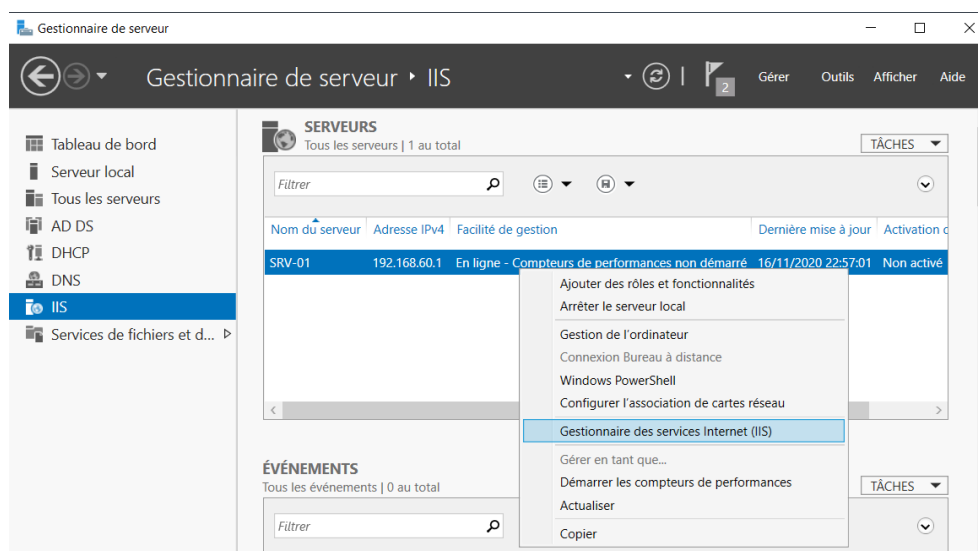 Gestionnaire de serveur
Gestionnaire de serveur • IIS
2
Gérer Outils Afficher Aide
Tableau de bord
Serveur local
Tous les serveurs
AD DS
DHCP
DNS
IIS
Services de fichiers et d...
SERVEURS
Tous les serveurs | 1 au total
TÂCHES
Filtrer
Nom du serveur Adresse IPv4 Facilité de gestion Dernière mise à jour Activation
SRV-01 192.168.60.1 En ligne - Compteurs de performances non démarré 16/11/2020 22:57:01 Non activé
Ajouter des rôles et fonctionnalités
Arrêter le serveur local
Gestion de l'ordinateur
Connexion Bureau à distance
Windows PowerShell
Configurer l'association de cartes réseau
Gestionnaire des services Internet (IIS)
Gérer en tant que...
Démarrer les compteurs de performances
Actualiser
Copier
ÉVÉNEMENTS
Tous les événements | 0 au total
TÂCHES
Filtrer